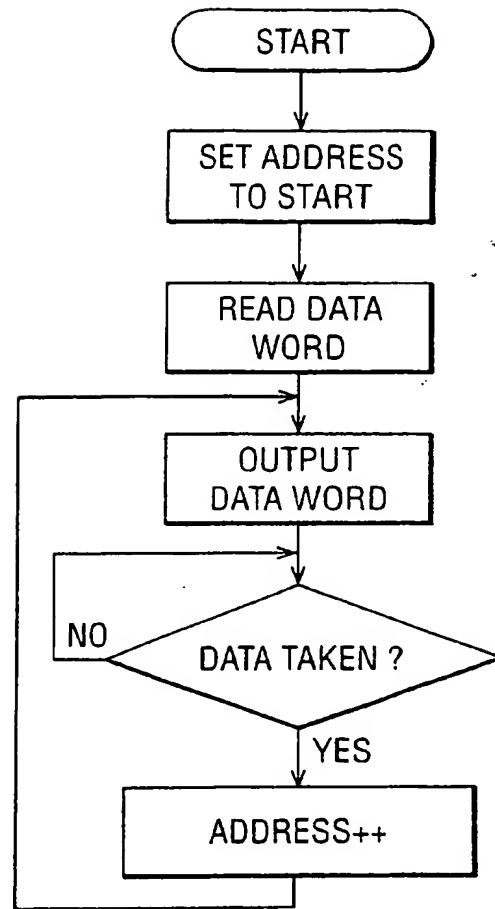 START
SET ADDRESS
TO START
READ DATA
WORD
OUTPUT
DATA WORD
NO
DATA TAKEN ?
YES
ADDRESS++